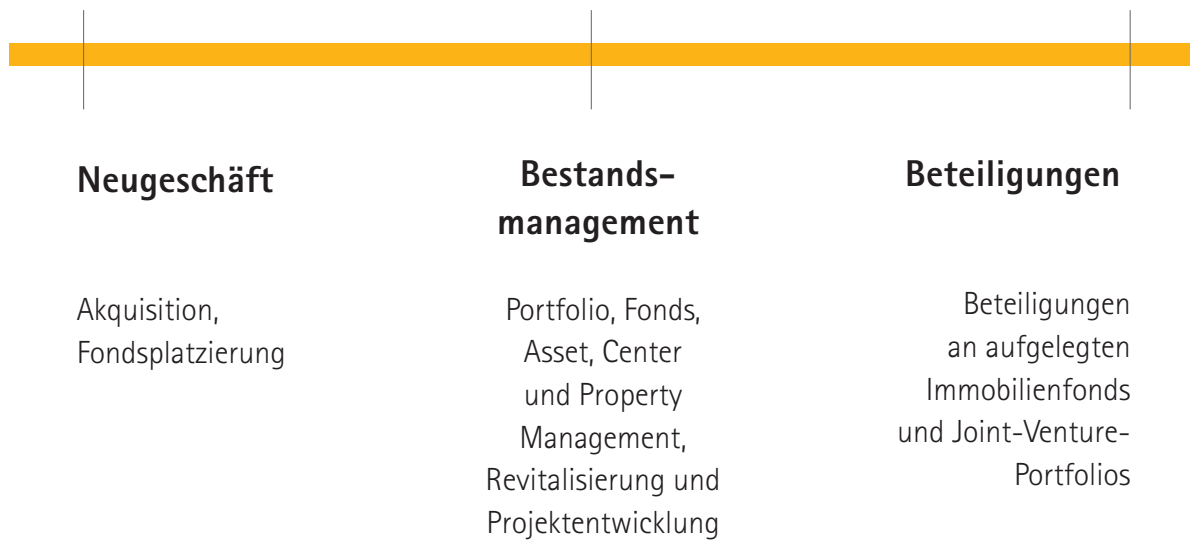 Neugeschäft
Akquisition,
Fondsplatzierung
Bestands-
management
Portfolio, Fonds,
Asset, Center
und Property
Management,
Revitalisierung und
Projektentwicklung
Beteiligungen
Beteiligungen
an aufgelegten
Immobilienfonds
und Joint-Venture-
Portfolios